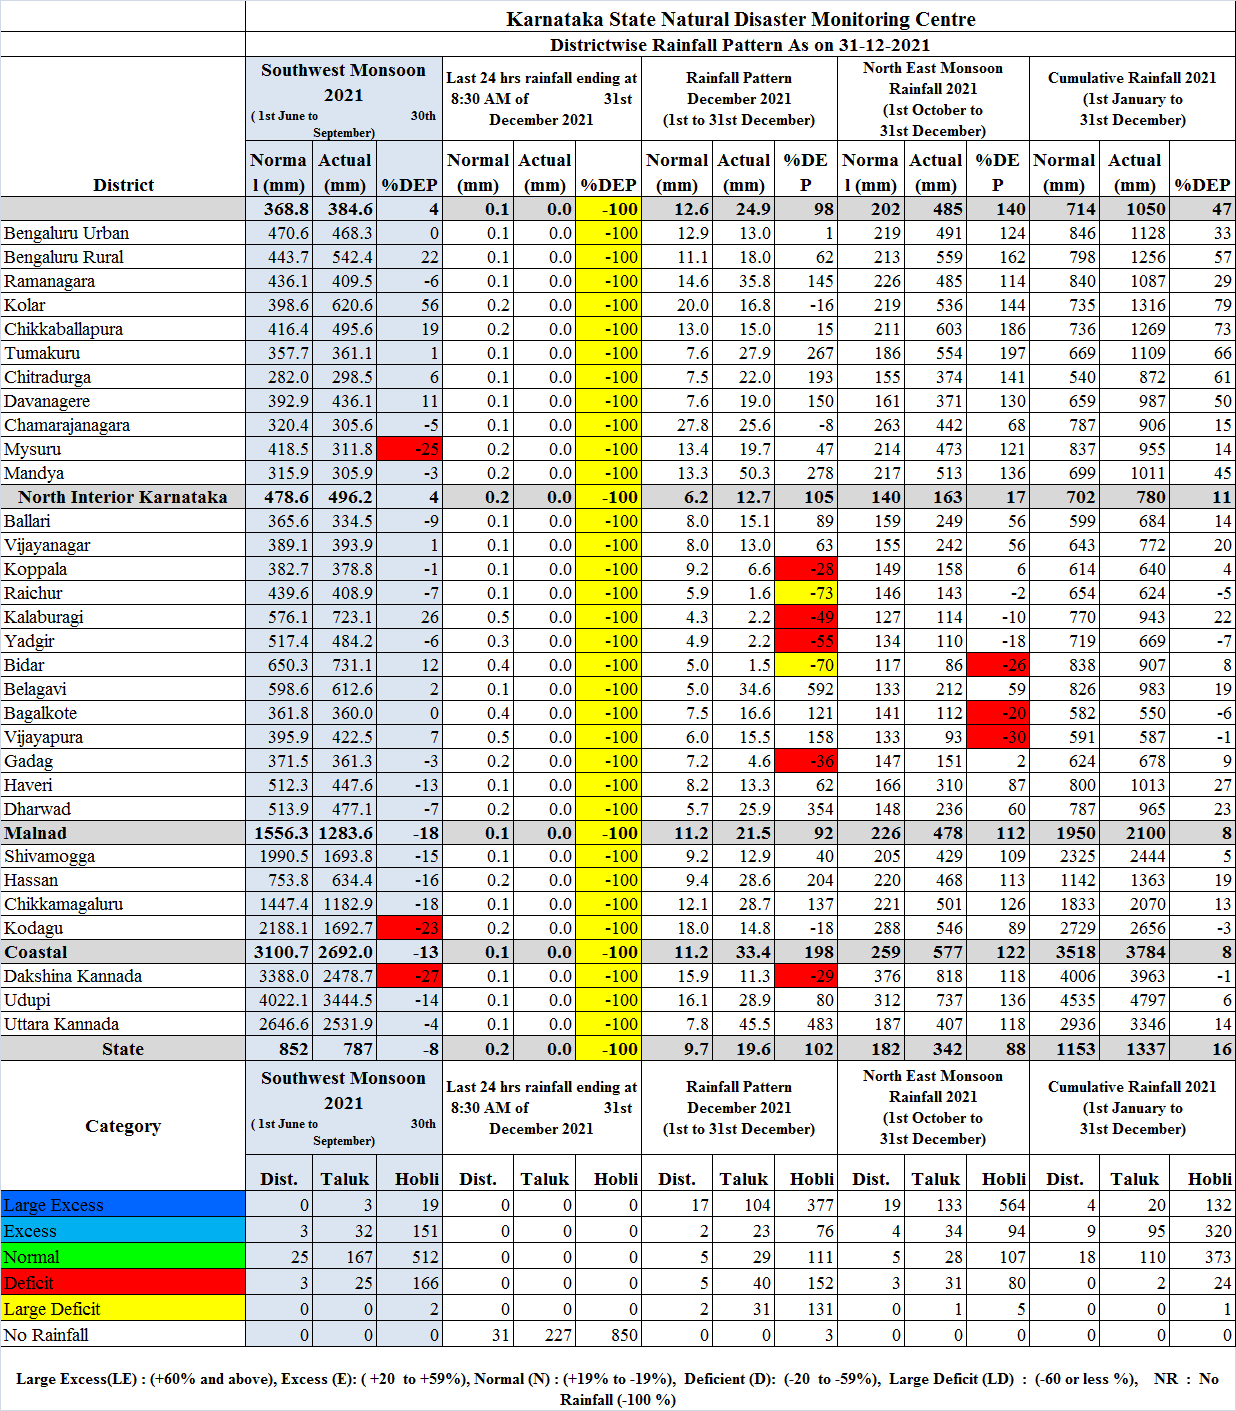 Karnataka State Natural Disaster Monitoring Centre
Districtwise Rainfall Pattern As on 31-12-2021
District Southwest Monsoon 2021 ( 1st June to 30th September) Last 24 hrs rainfall ending at 8:30 AM of 31st December 2021 Rainfall Pattern December 2021 (1st to 31st December) North East Monsoon Rainfall 2021 (1st October to 31st December) Cumulative Rainfall 2021 (1st January to 31st December)
Normal (mm) Actual (mm) %DEP Normal (mm) Actual (mm) %DEP Normal (mm) Actual (mm) %DEP Normal (mm) Actual (mm) %DEP Normal (mm) Actual (mm) %DEP
368.8 384.6 4 0.1 0.0 -100 12.6 24.9 98 202 485 140 714 1050 47
Bengaluru Urban 470.6 468.3 0 0.1 0.0 -100 12.9 13.0 1 219 491 124 846 1128 33
Bengaluru Rural 443.7 542.4 22 0.1 0.0 -100 11.1 18.0 62 213 559 162 798 1256 57
Ramanagara 436.1 409.5 -6 0.1 0.0 -100 14.6 35.8 145 226 485 114 840 1087 29
Kolar 398.6 620.6 56 0.2 0.0 -100 20.0 16.8 -16 219 536 144 735 1316 79
Chikkaballapura 416.4 495.6 19 0.2 0.0 -100 13.0 15.0 15 211 603 186 736 1269 73
Tumakuru 357.7 361.1 1 0.1 0.0 -100 7.6 27.9 267 186 554 197 669 1109 66
Chitradurga 282.0 298.5 6 0.1 0.0 -100 7.5 22.0 193 155 374 141 540 872 61
Davanagere 392.9 436.1 11 0.1 0.0 -100 7.6 19.0 150 161 371 130 659 987 50
Chamarajanagara 320.4 305.6 -5 0.1 0.0 -100 27.8 25.6 -8 263 442 68 787 906 15
Mysuru 418.5 311.8 -25 0.2 0.0 -100 13.4 19.7 47 214 473 121 837 955 14
Mandya 315.9 305.9 -3 0.2 0.0 -100 13.3 50.3 278 217 513 136 699 1011 45
North Interior Karnataka 478.6 496.2 4 0.2 0.0 -100 6.2 12.7 105 140 163 17 702 780 11
Ballari 365.6 334.5 -9 0.1 0.0 -100 8.0 15.1 89 159 249 56 599 684 14
Vijayanagar 389.1 393.9 1 0.1 0.0 -100 8.0 13.0 63 155 242 56 643 772 20
Koppala 382.7 378.8 -1 0.1 0.0 -100 9.2 6.6 -28 149 158 6 614 640 4
Raichur 439.6 408.9 -7 0.1 0.0 -100 5.9 1.6 -73 146 143 -2 654 624 -5
Kalaburagi 576.1 723.1 26 0.5 0.0 -100 4.3 2.2 -49 127 114 -10 770 943 22
Yadgir 517.4 484.2 -6 0.3 0.0 -100 4.9 2.2 -55 134 110 -18 719 669 -7
Bidar 650.3 731.1 12 0.4 0.0 -100 5.0 1.5 -70 117 86 -26 838 907 8
Belagavi 598.6 612.6 2 0.1 0.0 -100 5.0 34.6 592 133 212 59 826 983 19
Bagalkote 361.8 360.0 0 0.4 0.0 -100 7.5 16.6 121 141 112 -20 582 550 -6
Vijayapura 395.9 422.5 7 0.5 0.0 -100 6.0 15.5 158 133 93 -30 591 587 -1
Gadag 371.5 361.3 -3 0.2 0.0 -100 7.2 4.6 -36 147 151 2 624 678 9
Haveri 512.3 447.6 -13 0.1 0.0 -100 8.2 13.3 62 166 310 87 800 1013 27
Dharwad 513.9 477.1 -7 0.2 0.0 -100 5.7 25.9 354 148 236 60 787 965 23
Malnad 1556.3 1283.6 -18 0.1 0.0 -100 11.2 21.5 92 226 478 112 1950 2100 8
Shivamogga 1990.5 1693.8 -15 0.1 0.0 -100 9.2 12.9 40 205 429 109 2325 2444 5
Hassan 753.8 634.4 -16 0.2 0.0 -100 9.4 28.6 204 220 468 113 1142 1363 19
Chikkamagaluru 1447.4 1182.9 -18 0.1 0.0 -100 12.1 28.7 137 221 501 126 1833 2070 13
Kodagu 2188.1 1692.7 -23 0.2 0.0 -100 18.0 14.8 -18 288 546 89 2729 2656 -3
Coastal 3100.7 2692.0 -13 0.1 0.0 -100 11.2 33.4 198 259 577 122 3518 3784 8
Dakshina Kannada 3388.0 2478.7 -27 0.1 0.0 -100 15.9 11.3 -29 376 818 118 4006 3963 -1
Udupi 4022.1 3444.5 -14 0.1 0.0 -100 16.1 28.9 80 312 737 136 4535 4797 6
Uttara Kannada 2646.6 2531.9 -4 0.1 0.0 -100 7.8 45.5 483 187 407 118 2936 3346 14
State 852 787 -8 0.2 0.0 -100 9.7 19.6 102 182 342 88 1153 1337 16
Category Southwest Monsoon 2021 ( 1st June to 30th September) Last 24 hrs rainfall ending at 8:30 AM of 31st December 2021 Rainfall Pattern December 2021 (1st to 31st December) North East Monsoon Rainfall 2021 (1st October to 31st December) Cumulative Rainfall 2021 (1st January to 31st December)
Dist. Taluk Hobli Dist. Taluk Hobli Dist. Taluk Hobli Dist. Taluk Hobli Dist. Taluk Hobli
Large Excess 0 3 19 0 0 0 17 104 377 19 133 564 4 20 132
Excess 3 32 151 0 0 0 2 23 76 4 34 94 9 95 320
Normal 25 167 512 0 0 0 5 29 111 5 28 107 18 110 373
Deficit 3 25 166 0 0 0 5 40 152 3 31 80 0 2 24
Large Deficit 0 0 2 0 0 0 2 31 131 0 1 5 0 0 1
No Rainfall 0 0 0 31 227 850 0 0 3 0 0 0 0 0 0
Large Excess(LE) : (+60% and above), Excess (E): ( +20 to +59%), Normal (N) : (+19% to -19%), Deficient (D): (-20 to -59%), Large Deficit (LD) : (-60 or less %), NR : No
Rainfall (-100 %)